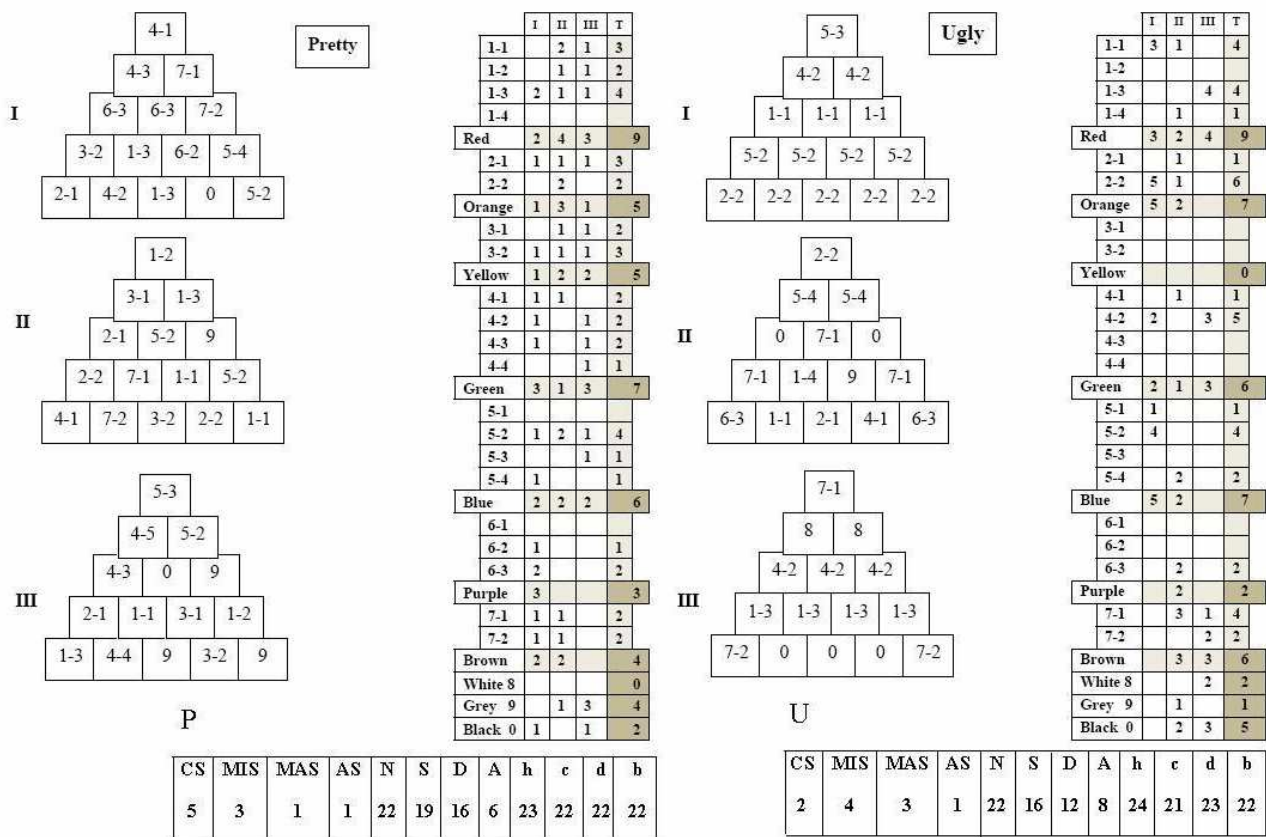 Pretty
I
4-1
4-3 7-1
6-3 6-3 7-2
3-2 1-3 6-2 5-4
2-1 4-2 1-3 0 5-2
II
1-2
3-1 1-3
2-1 5-2 9
2-2 7-1 1-1 5-2
4-1 7-2 3-2 2-2 1-1
III
5-3
4-5 5-2
4-3 0 9
2-1 1-1 3-1 1-2
1-3 4-4 9 3-2 9
P
I II III T
1-1 2 1 3
1-2 1 1 2
1-3 2 1 1 4
1-4
Red 2 4 3 9
2-1 1 1 1 3
2-2 2 2
Orange 1 3 1 5
3-1 1 1 2
3-2 1 1 1 3
Yellow 1 2 2 5
4-1 1 1 2
4-2 1 1 2
4-3 1 1 2
4-4 1 1
Green 3 1 3 7
5-1
5-2 1 2 1 4
5-3 1 1
5-4 1 1
Blue 2 2 2 6
6-1
6-2 1 1
6-3 2 2
Purple 3 3
7-1 1 1 2
7-2 1 1 2
Brown 2 2 4
White 8 0
Grey 9 1 3 4
Black 0 1 1 2
CS MIS MAS AS N S D A h c d b
5 3 1 1 22 19 16 6 23 22 22 22
Ugly
I
5-3
4-2 4-2
1-1 1-1 1-1
5-2 5-2 5-2 5-2
2-2 2-2 2-2 2-2 2-2
II
2-2
5-4 5-4
0 7-1 0
7-1 1-4 9 7-1
6-3 1-1 2-1 4-1 6-3
III
7-1
8 8
4-2 4-2 4-2
1-3 1-3 1-3 1-3
7-2 0 0 0 7-2
U
I II III T
1-1 3 1 4
1-2
1-3 4 4
1-4 1 1
Red 3 2 4 9
2-1 1 1
2-2 5 1 6
Orange 5 2 7
3-1
3-2
Yellow 0
4-1 1 1
4-2 2 3 5
4-3
4-4
Green 2 1 3 6
5-1 1 1
5-2 4 4
5-3
5-4 2 2
Blue 5 2 7
6-1
6-2
6-3 2 2
Purple 2 2
7-1 3 1 4
7-2 2 2
Brown 3 3 6
White 8 2 2
Grey 9 1 1
Black 0 2 3 5
CS MIS MAS AS N S D A h c d b
2 4 3 1 22 16 12 8 24 21 23 22